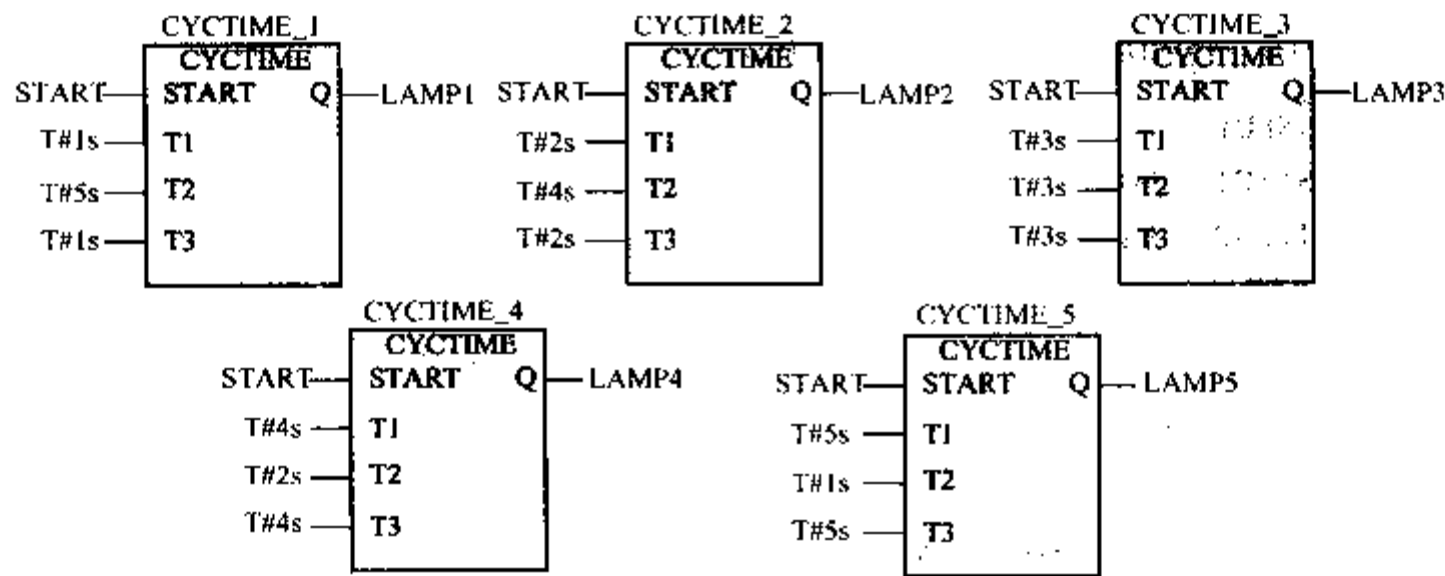 CYCTIME_1 CYCTIME_2 CYCTIME_3
CYCTIME CYCTIME CYCTIME
START START Q LAMP1 START START Q LAMP2 START START Q LAMP3
T#1s T1 T#2s T1 T#3s T1
T#5s T2 T#4s T2 T#3s T2
T#1s T3 T#2s T3 T#3s T3
CYCTIME_4 CYCTIME_5
CYCTIME CYCTIME
START START Q LAMP4 START START Q LAMP5
T#4s T1 T#5s T1
T#2s T2 T#1s T2
T#4s T3 T#5s T3